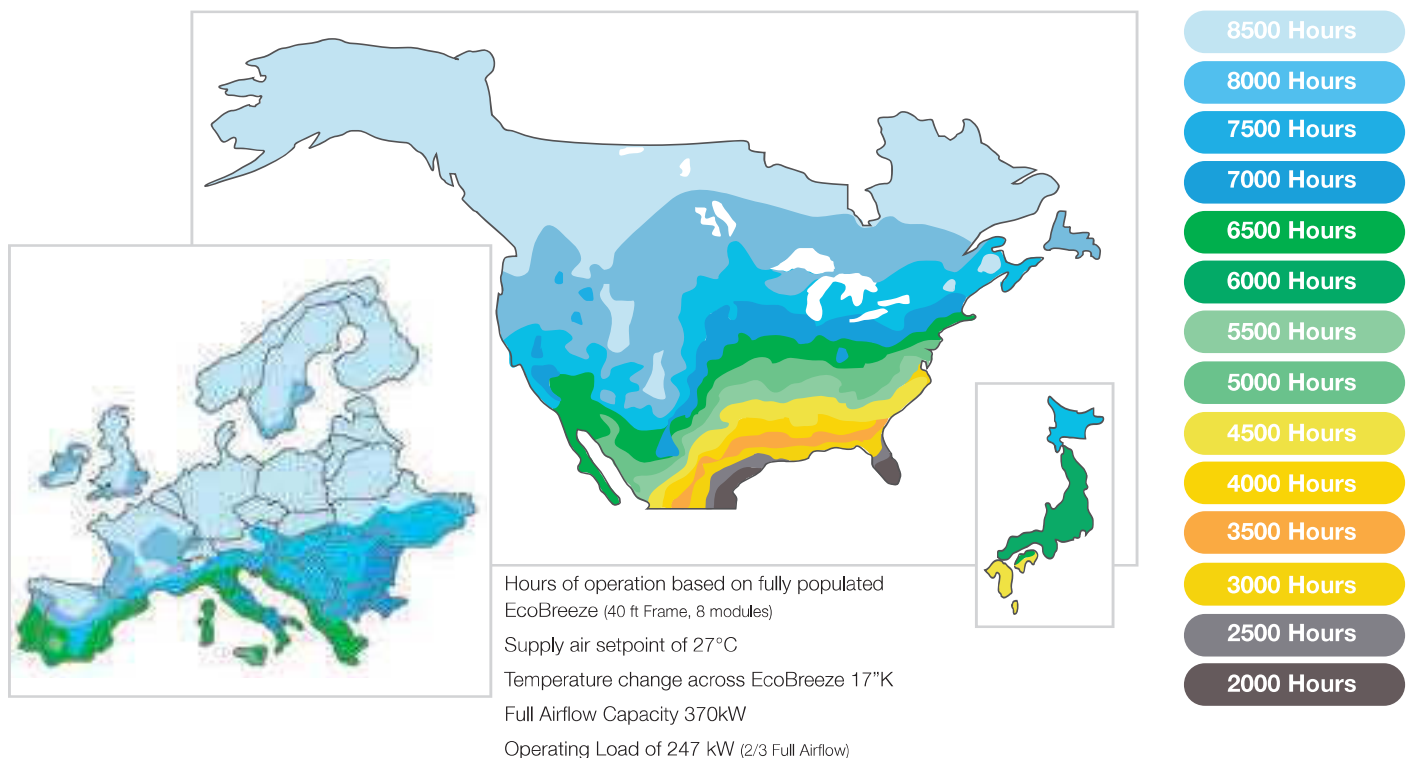 8500 Hours
8000 Hours
7500 Hours
7000 Hours
6500 Hours
6000 Hours
5500 Hours
5000 Hours
4500 Hours
4000 Hours
3500 Hours
3000 Hours
2500 Hours
2000 Hours
Hours of operation based on fully populated
EcoBreeze (40 ft Frame, 8 modules)
Supply air setpoint of 27°C
Temperature change across EcoBreeze 17”K
Full Airflow Capacity 370kW
Operating Load of 247 kW (2/3 Full Airflow)